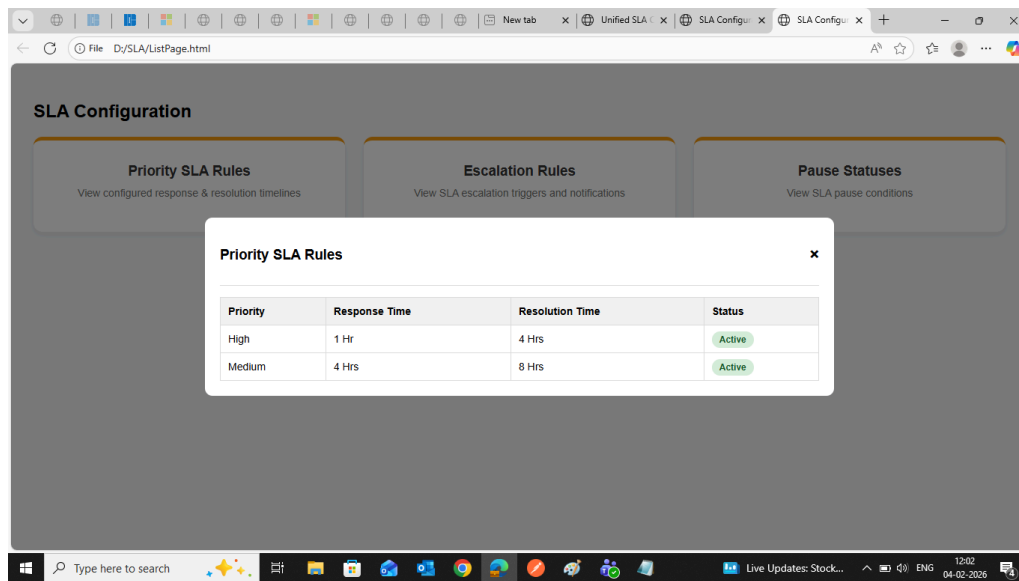 New tab
Unified SLA C
SLA Configur
SLA Configur
File D:/SLA/ListPage.html
SLA Configuration
Priority SLA Rules
View configured response & resolution timelines
Escalation Rules
View SLA escalation triggers and notifications
Pause Statuses
View SLA pause conditions
Priority SLA Rules
Priority Response Time Resolution Time Status
High 1 Hr 4 Hrs Active
Medium 4 Hrs 8 Hrs Active
Type here to search
Live Updates: Stock...
ENG
12:02
04-02-2026
4